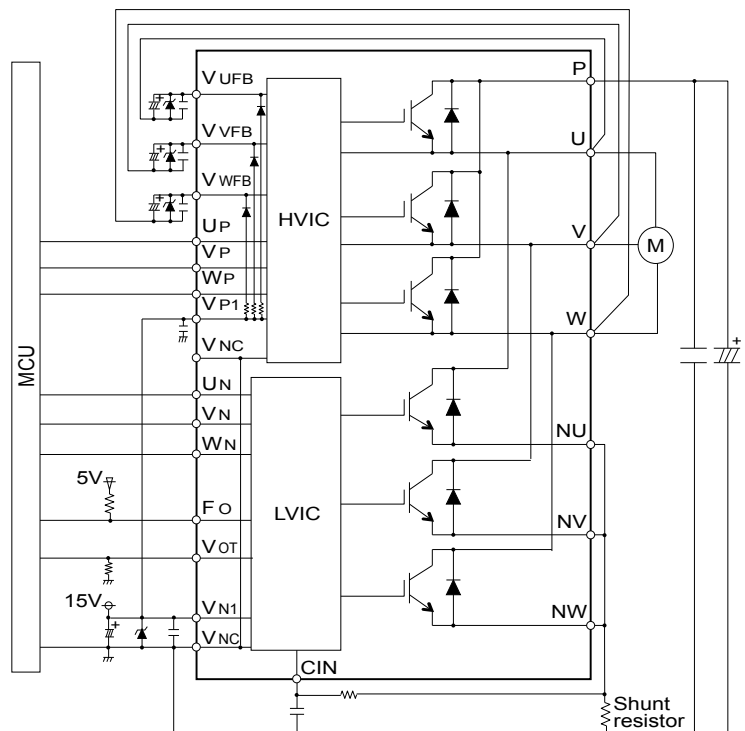 VUFB
P
VVFB
U
VWFB
HVIC
UP
V
M
VP
WP
VP1
W
VNC
MCU
UN
VN
WN
NU
5V
FO
LVIC
NV
VOT
15V
VN1
NW
VNC
CIN
Shunt
resistor
+
+
+
+
+